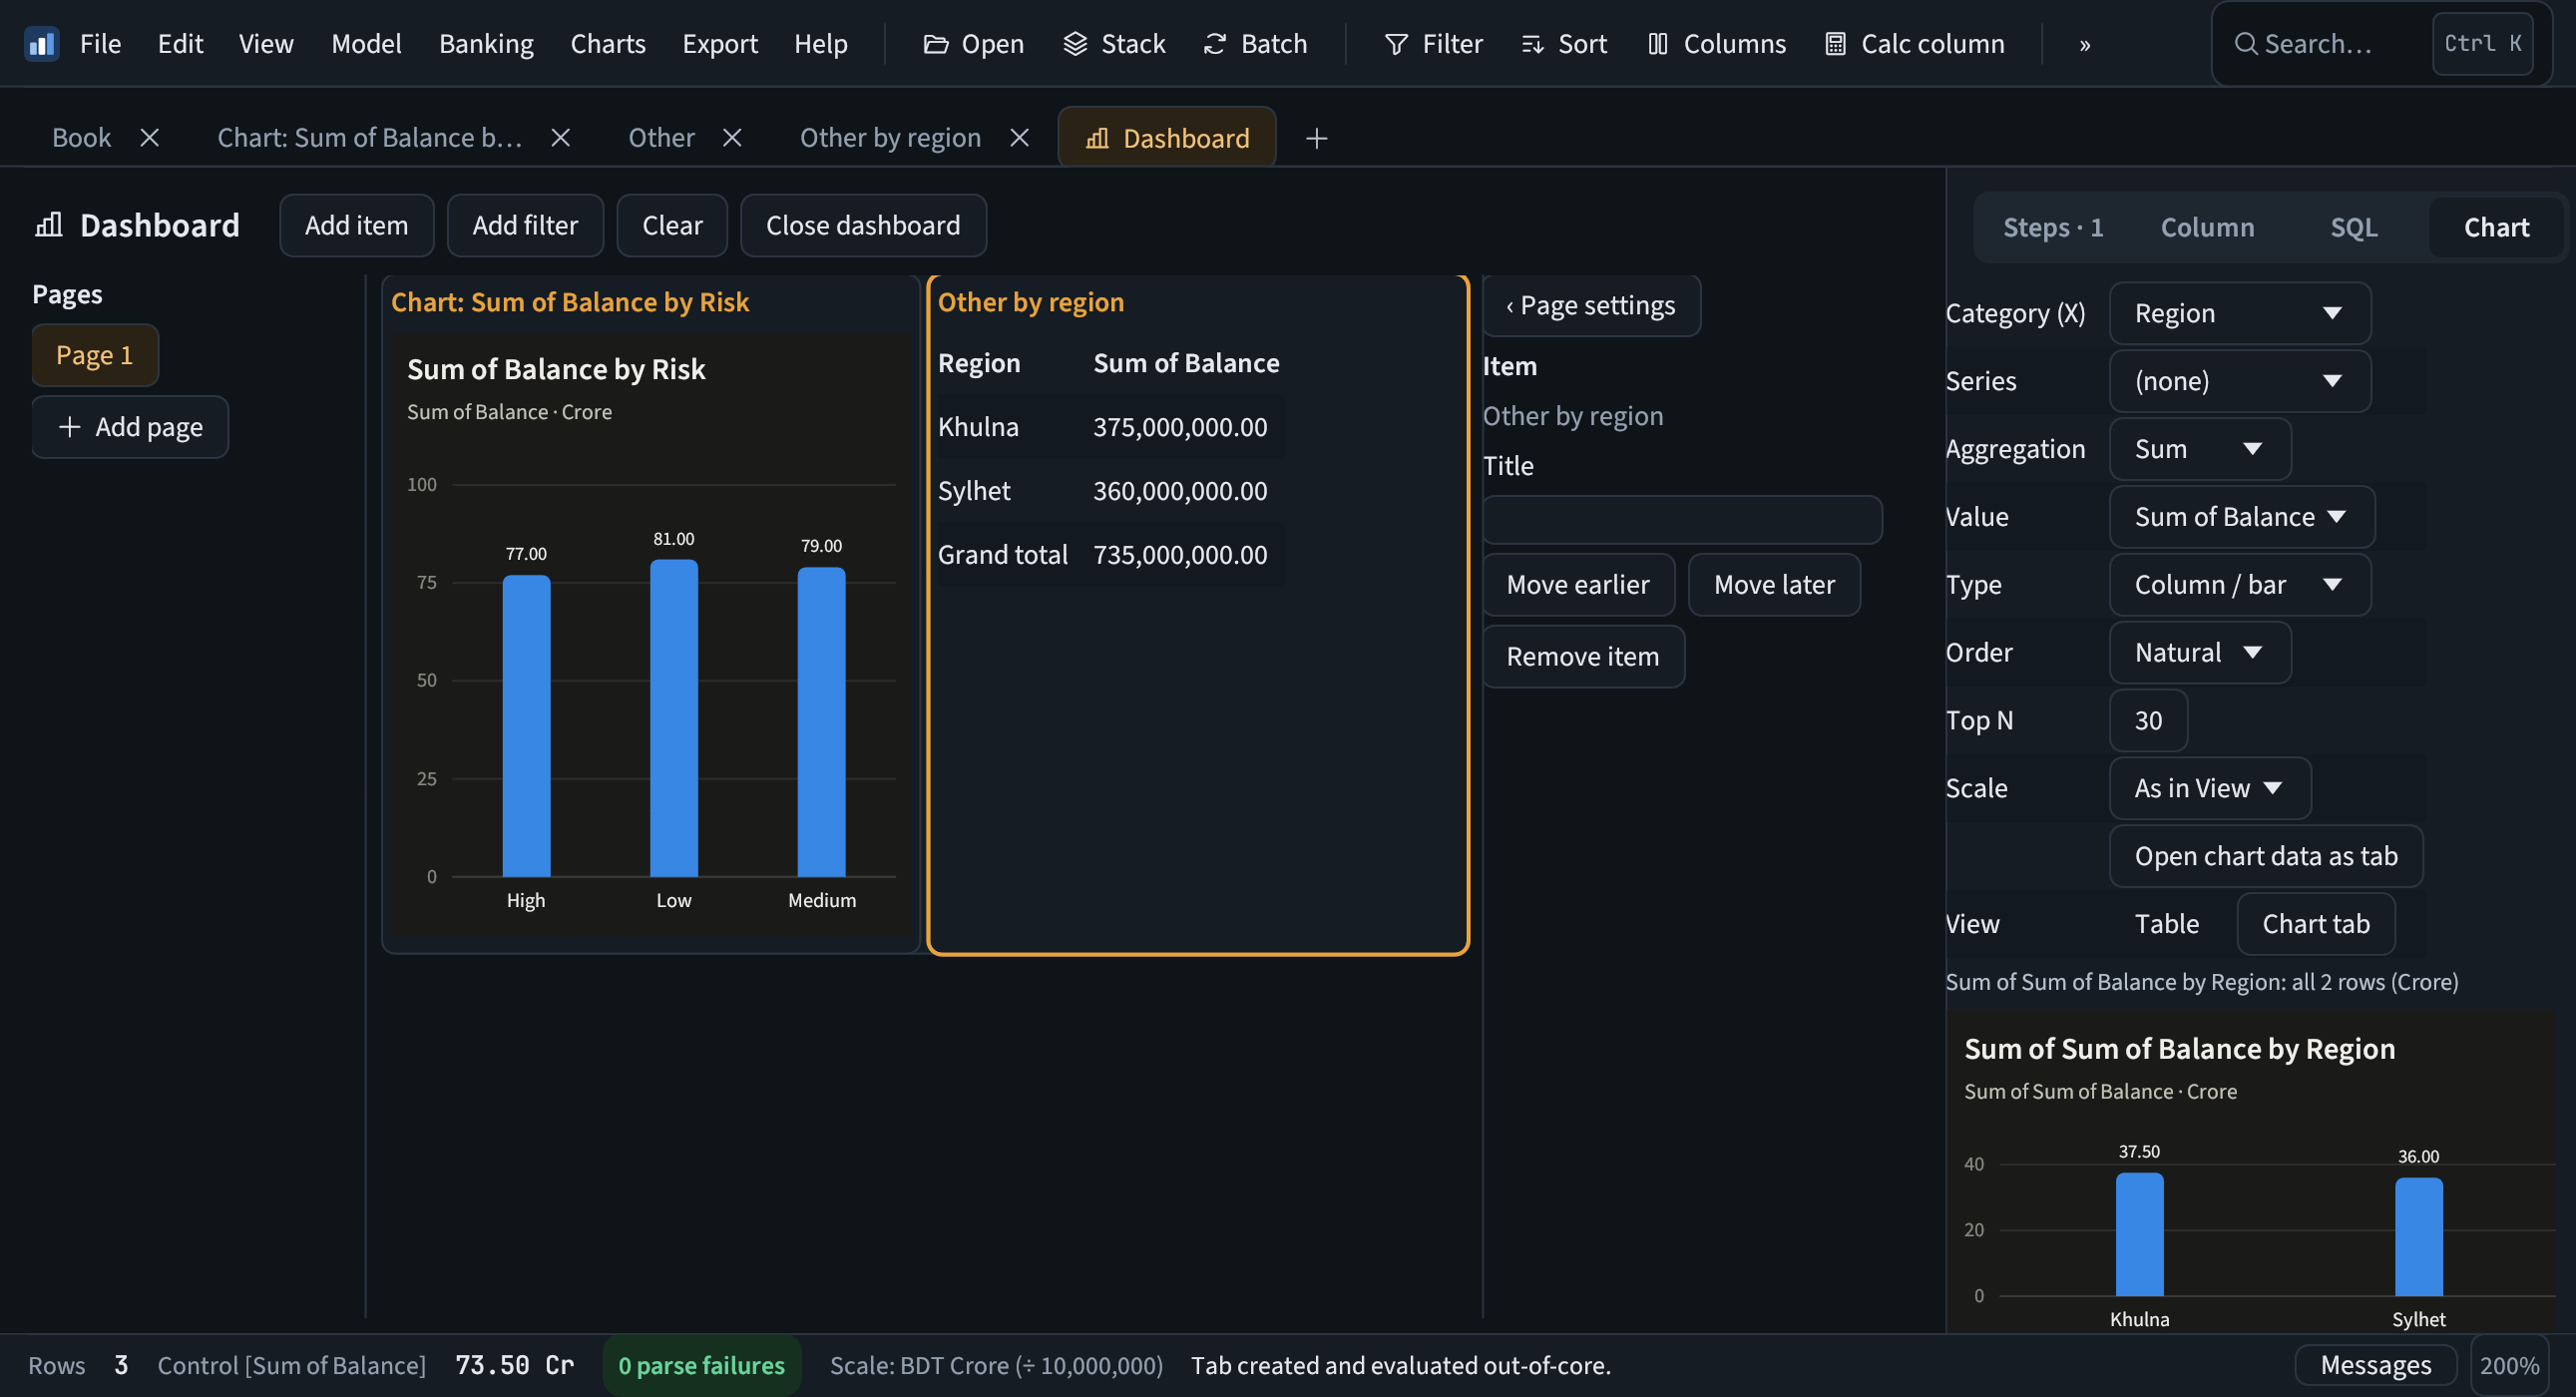 File Edit View Model Banking Charts Export Help Open Stack Batch Filter Sort Columns Calc column » Search… Ctrl K
Book Chart: Sum of Balance b… Other Other by region Dashboard
Dashboard Add item Add filter Clear Close dashboard
Pages
Page 1
Add page
Chart: Sum of Balance by Risk
Sum of Balance by Risk
Sum of Balance · Crore
100
75
50
25
0
77.00 81.00 79.00
High Low Medium
Other by region
Region Sum of Balance
Khulna 375,000,000.00
Sylhet 360,000,000.00
Grand total 735,000,000.00
‹ Page settings
Item
Other by region
Title
Move earlier Move later
Remove item
Steps · 1 Column SQL Chart
Category (X) Region
Series (none)
Aggregation Sum
Value Sum of Balance
Type Column / bar
Order Natural
Top N 30
Scale As in View
Open chart data as tab
View Table Chart tab
Sum of Sum of Balance by Region: all 2 rows (Crore)
Sum of Sum of Balance by Region
Sum of Sum of Balance · Crore
40
20
0
37.50 36.00
Khulna Sylhet
Rows 3 Control [Sum of Balance] 73.50 Cr 0 parse failures Scale: BDT Crore (÷ 10,000,000) Tab created and evaluated out-of-core. Messages 200%